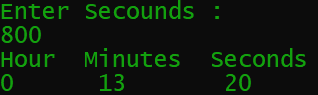 Enter Secounds :
800
Hour Minutes Seconds
0 13 20